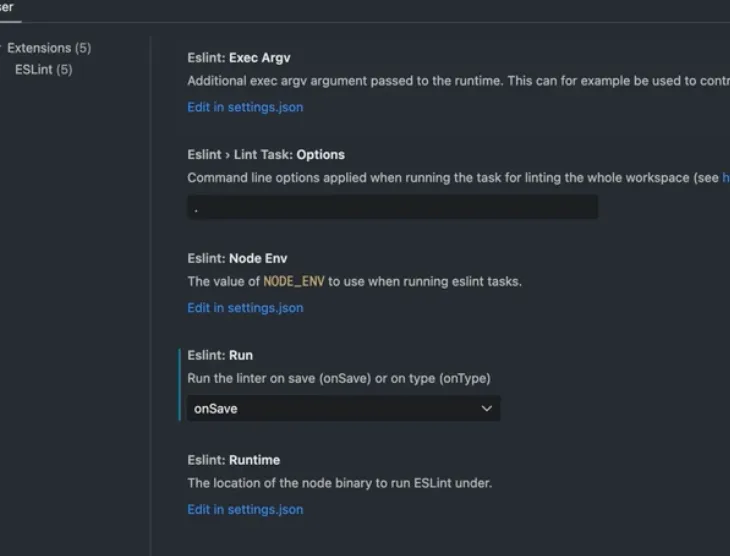 Extensions (5)
ESLint (5)
Eslint: Exec Argv
Additional exec argv argument passed to the runtime. This can for example be used to
Edit in settings.json
Eslint › Lint Task: Options
Command line options applied when running the task for linting the whole workspace (see
.
Eslint: Node Env
The value of NODE_ENV to use when running eslint tasks.
Edit in settings.json
Eslint: Run
Run the linter on save (onSave) or on type (onType)
onSave
Eslint: Runtime
The location of the node binary to run ESLint under.
Edit in settings.json